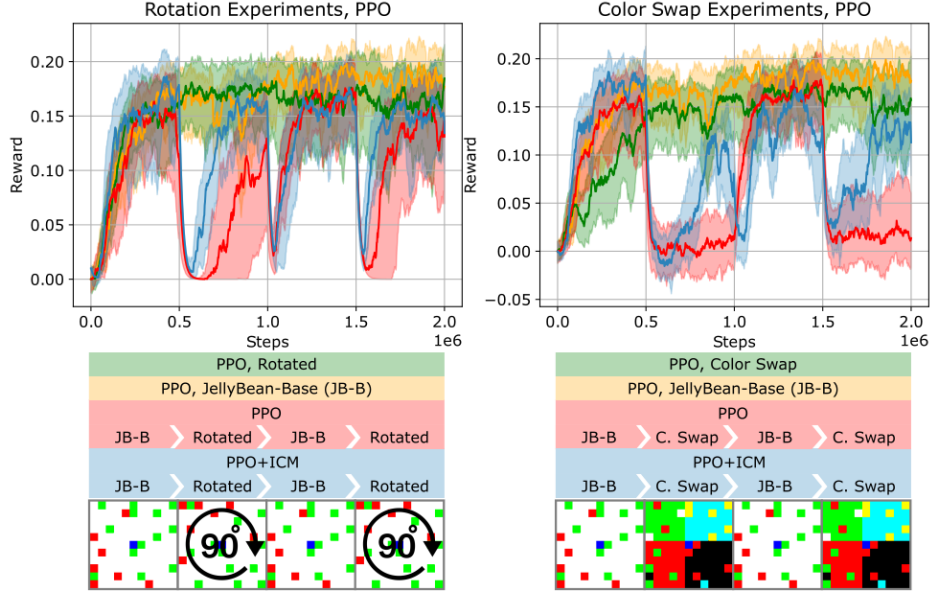 Rotation Experiments, PPO
Reward
0.20
0.15
0.10
0.05
0.00
0.0 0.5 1.0 1.5 2.0
Steps 1e6
PPO, Rotated
PPO, JellyBean-Base (JB-B)
PPO
JB-B Rotated JB-B Rotated
PPO+ICM
JB-B Rotated JB-B Rotated
90° 90°
Color Swap Experiments, PPO
Reward
0.20
0.15
0.10
0.05
0.00
−0.05
0.0 0.5 1.0 1.5 2.0
Steps 1e6
PPO, Color Swap
PPO, JellyBean-Base (JB-B)
PPO
JB-B C. Swap JB-B C. Swap
PPO+ICM
JB-B C. Swap JB-B C. Swap